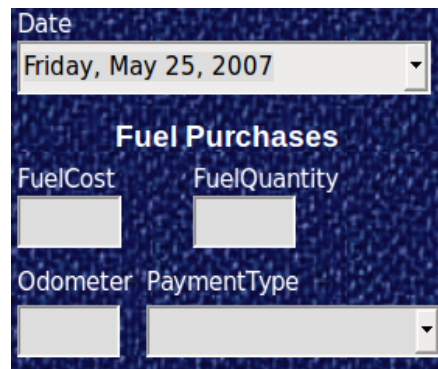 Date
Friday, May 25, 2007
Fuel Purchases
FuelCost FuelQuantity
Odometer PaymentType